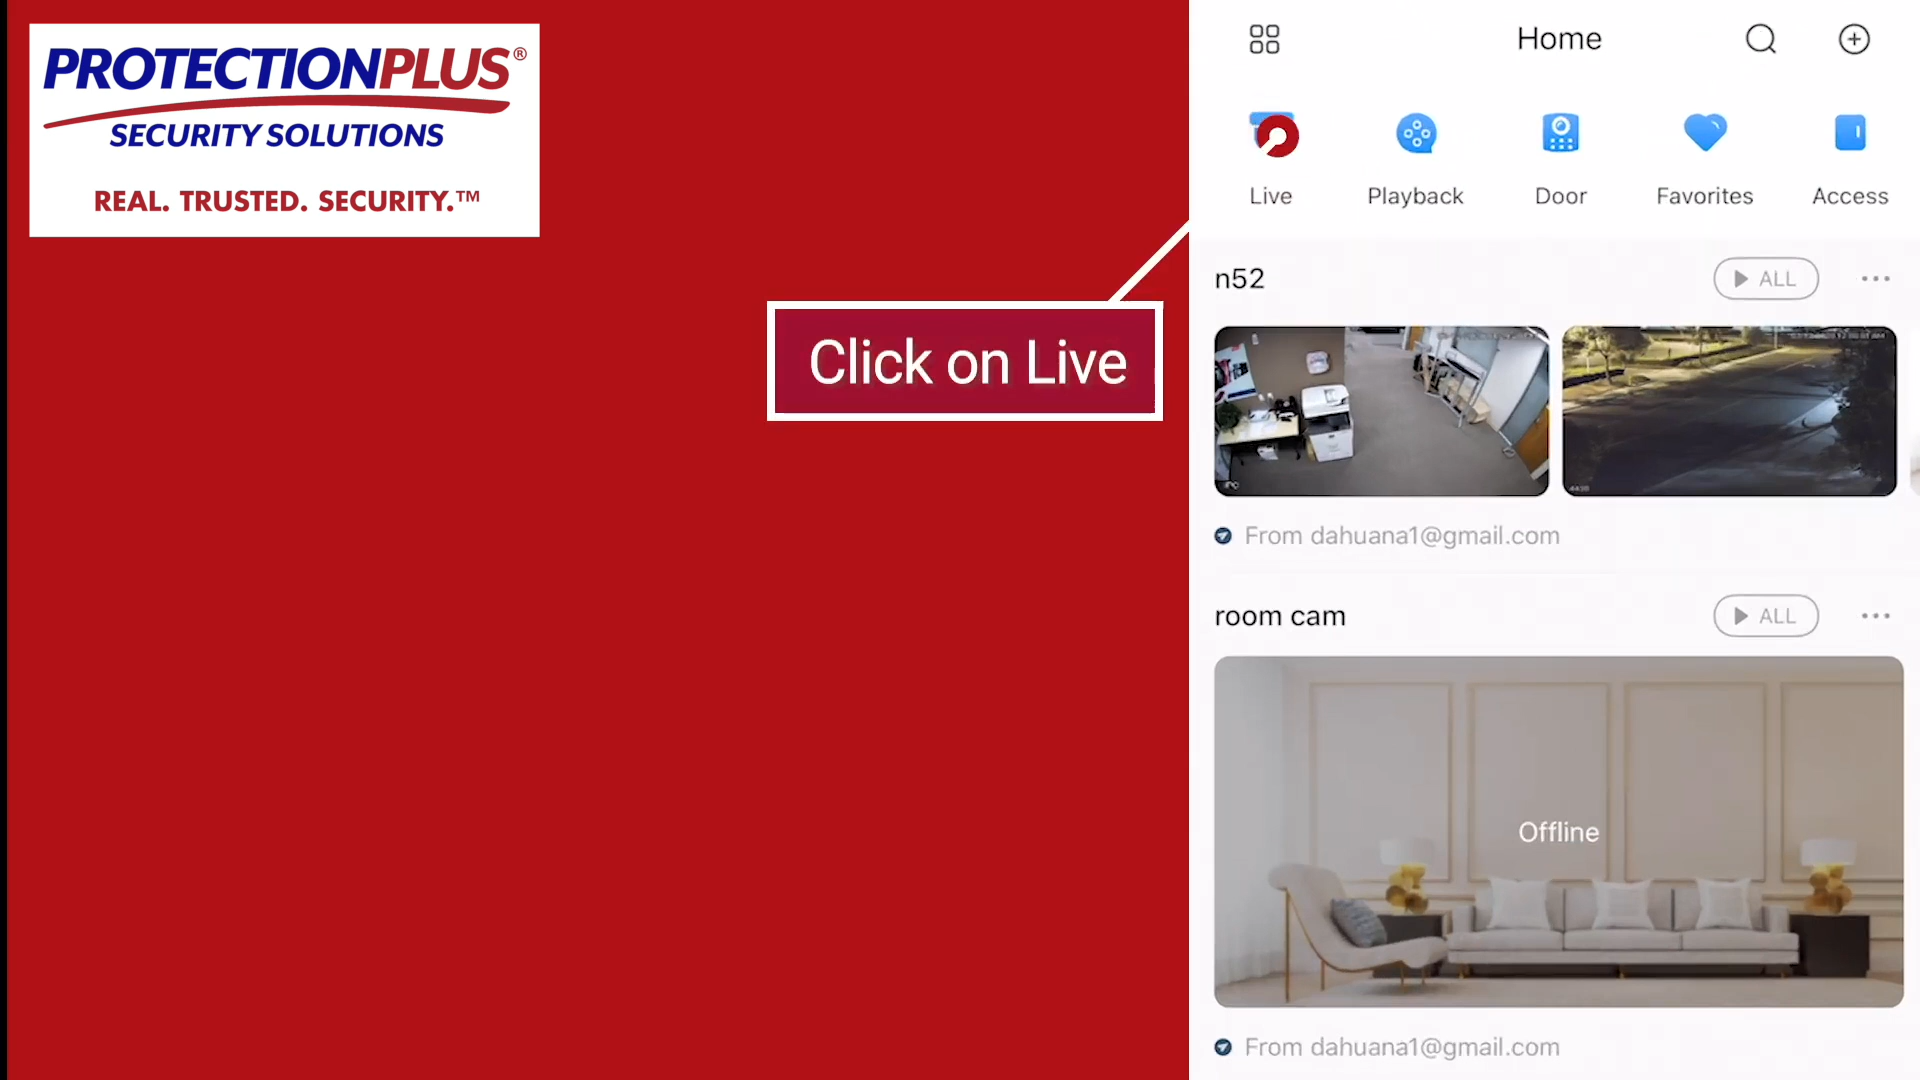 PROTECTIONPLUS®
SECURITY SOLUTIONS
REAL. TRUSTED. SECURITY.™
Click on Live
Home
Live
Playback
Door
Favorites
Access
n52
ALL
From dahuana1@gmail.com
room cam
ALL
Offline
From dahuana1@gmail.com